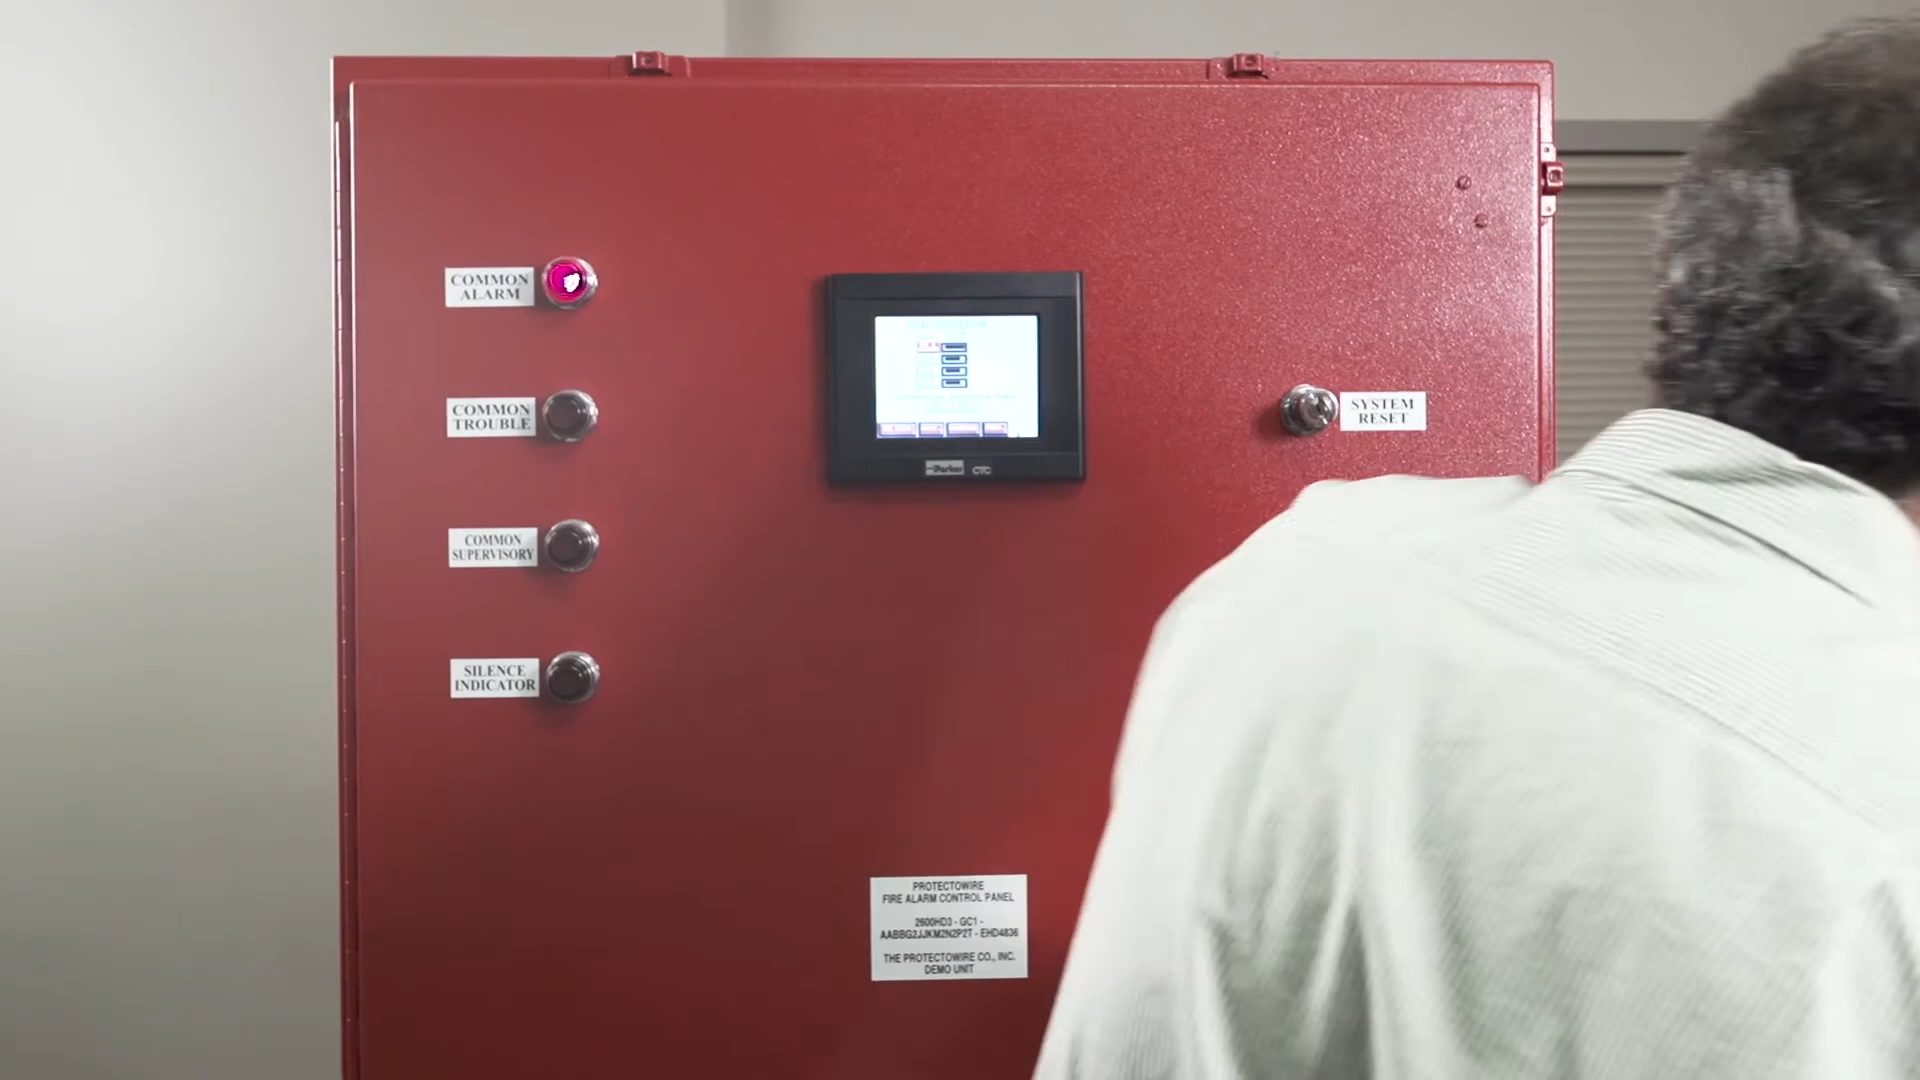 COMMON
ALARM
COMMON
TROUBLE
COMMON
SUPERVISORY
SILENCE
INDICATOR
Parker CTC
SYSTEM
RESET
PROTECTOWIRE
FIRE ALARM CONTROL PANEL
2600HD3 - GC1 -
AABBG2JJKM2N2P2T - EHD4836
THE PROTECTOWIRE CO., INC.
DEMO UNIT